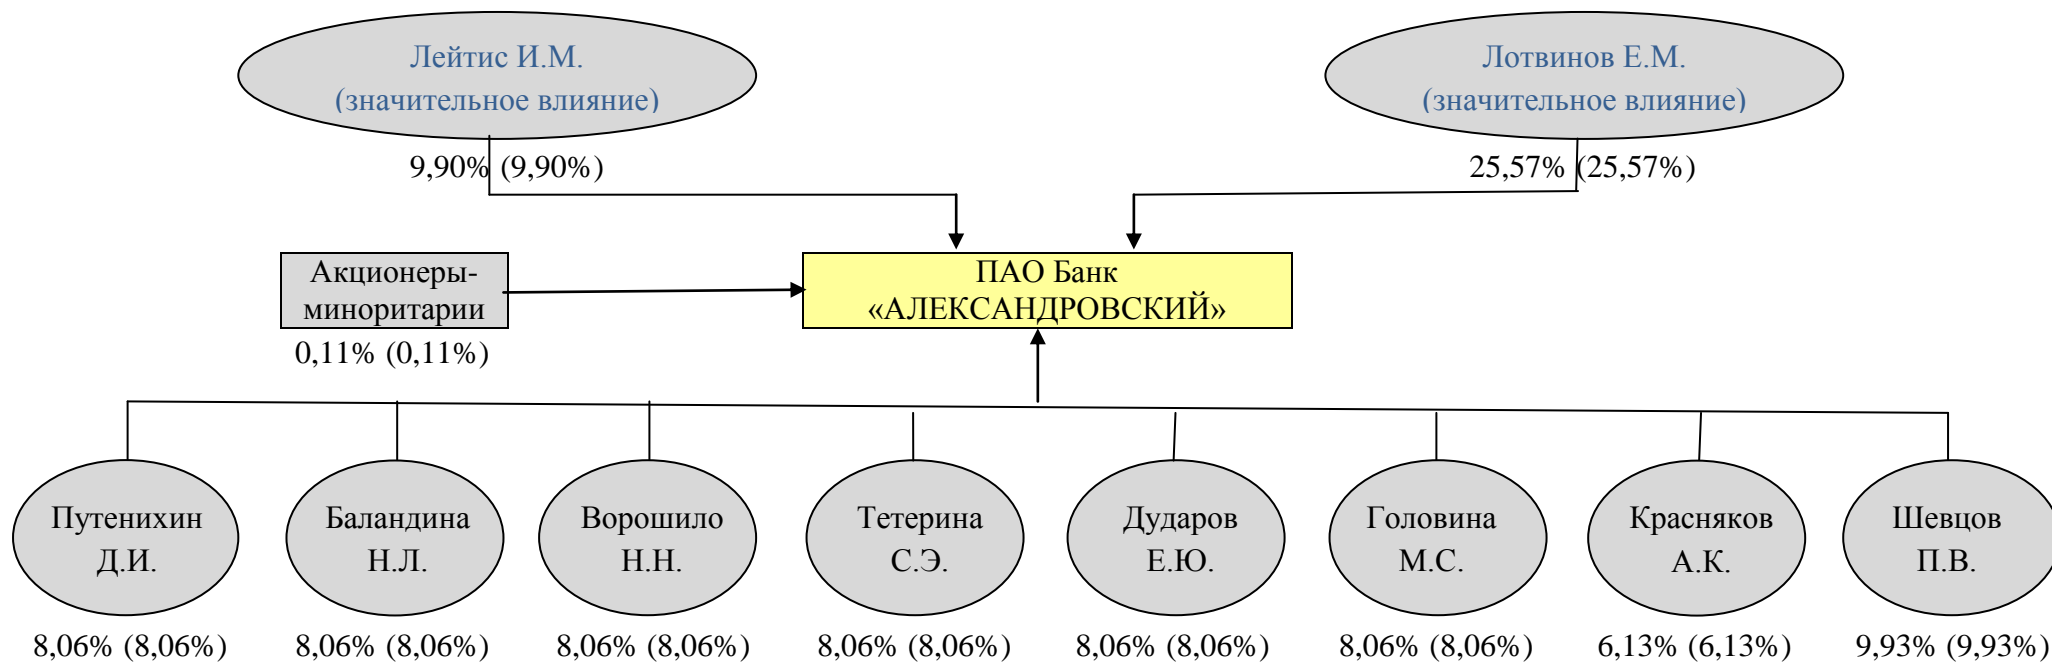 Лейтис И.М.
(значительное влияние)
Лотвинов Е.М.
(значительное влияние)
9,90% (9,90%)
25,57% (25,57%)
Акционеры-
миноритарии
0,11% (0,11%)
ПАО Банк
«АЛЕКСАНДРОВСКИЙ»
Путенихин
Д.И.
Баландина
Н.Л.
Ворошило
Н.Н.
Тетерина
С.Э.
Дударов
Е.Ю.
Головина
М.С.
Красняков
А.К.
Шевцов
П.В.
8,06% (8,06%)
8,06% (8,06%)
8,06% (8,06%)
8,06% (8,06%)
8,06% (8,06%)
8,06% (8,06%)
6,13% (6,13%)
9,93% (9,93%)